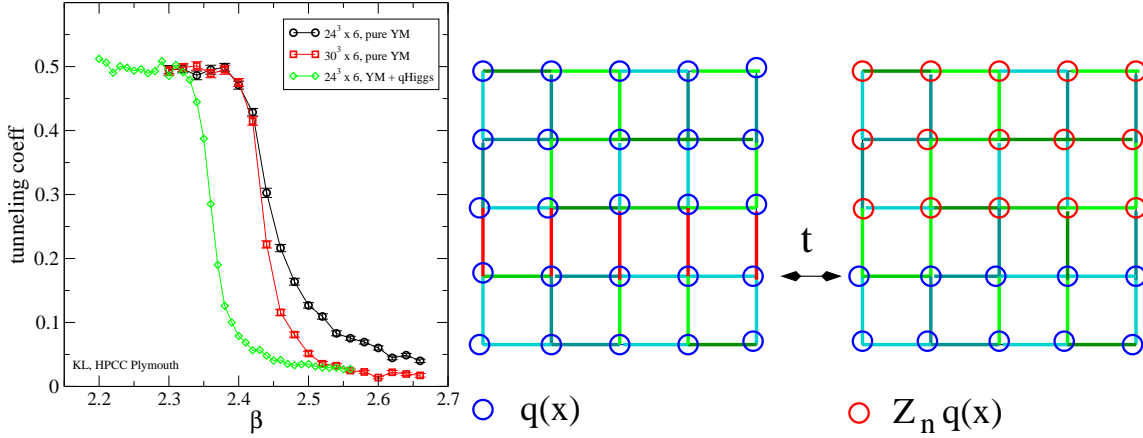 24³ x 6, pure YM
30³ x 6, pure YM
24³ x 6, YM + qHiggs
tunneling coeff
0.5
0.4
0.3
0.2
0.1
0
KL, HPCC Plymouth
2.2 2.3 2.4 2.5 2.6 2.7
β
t
q(x)
Zₙ q(x)